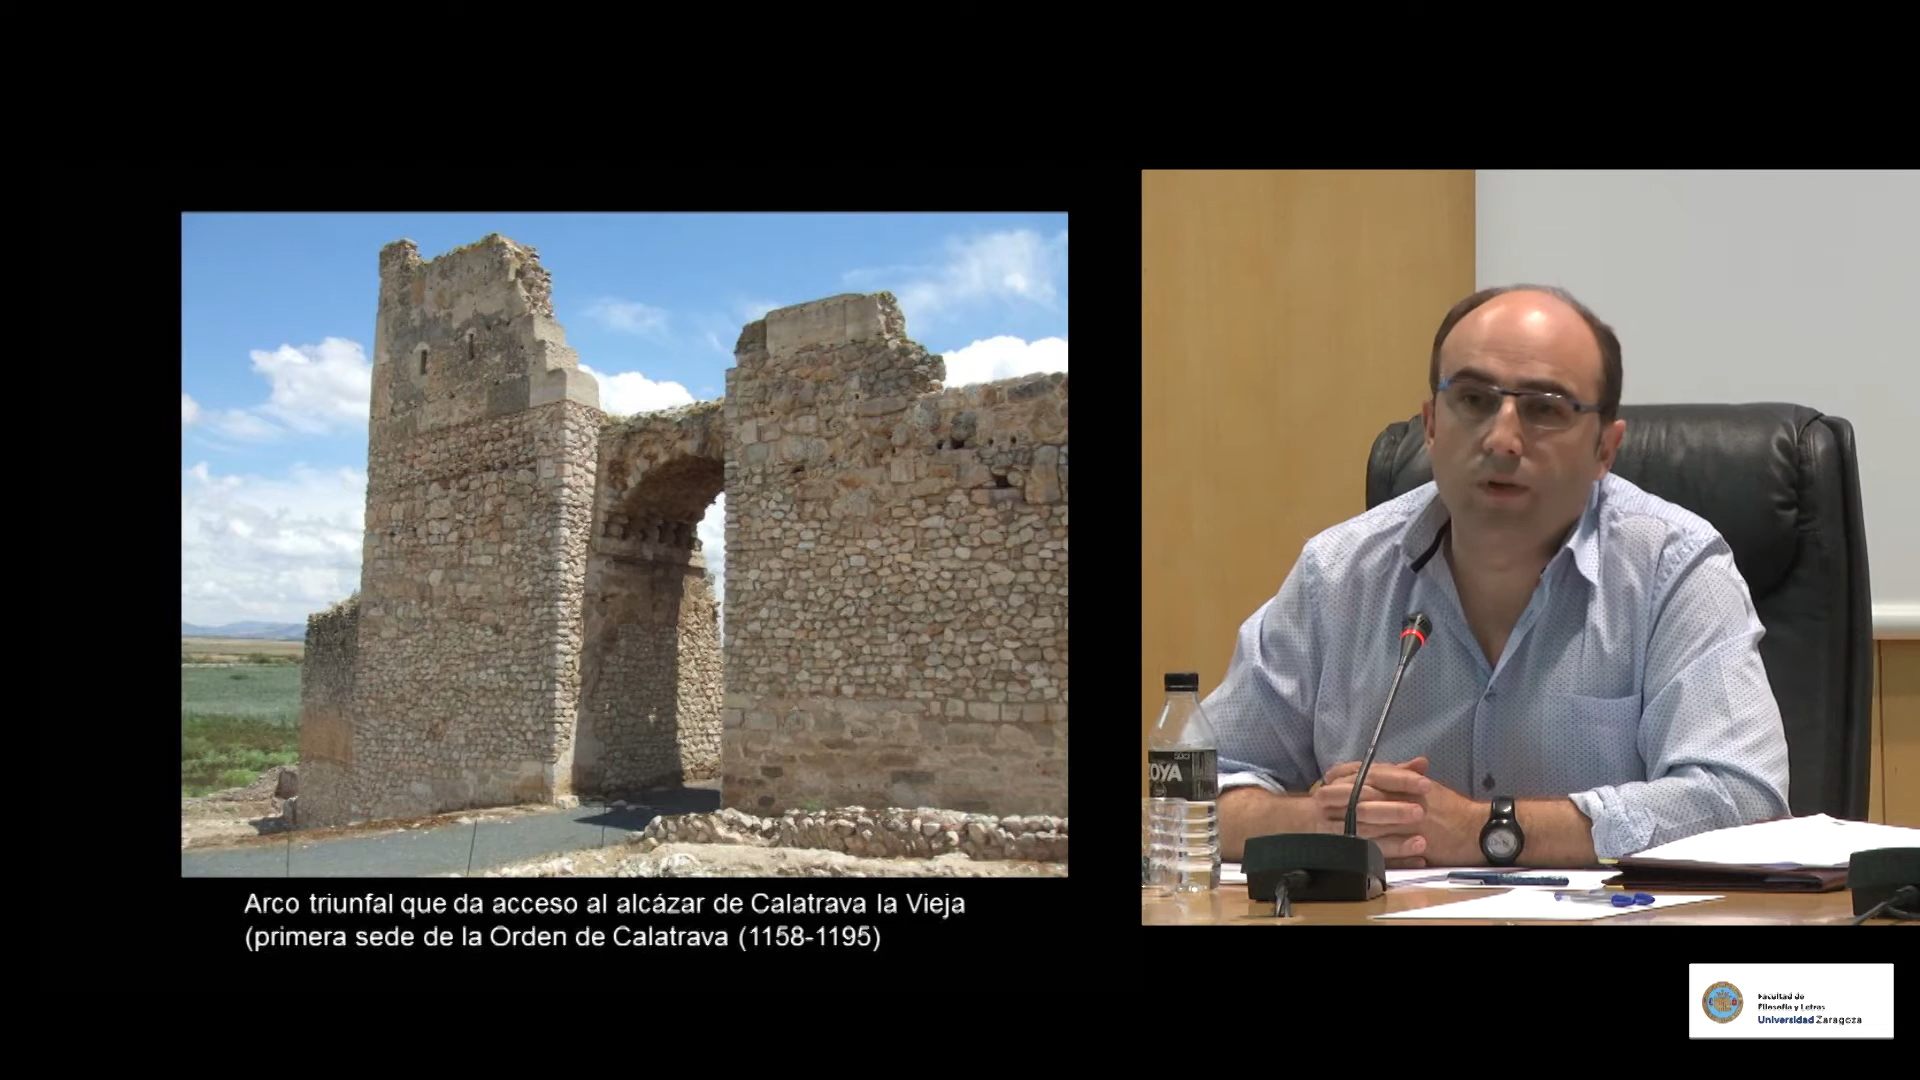 Arco triunfal que da acceso al alcázar de Calatrava la Vieja
(primera sede de la Orden de Calatrava (1158-1195)
OYA
Facultad de
Filosofía y Letras
Universidad Zaragoza